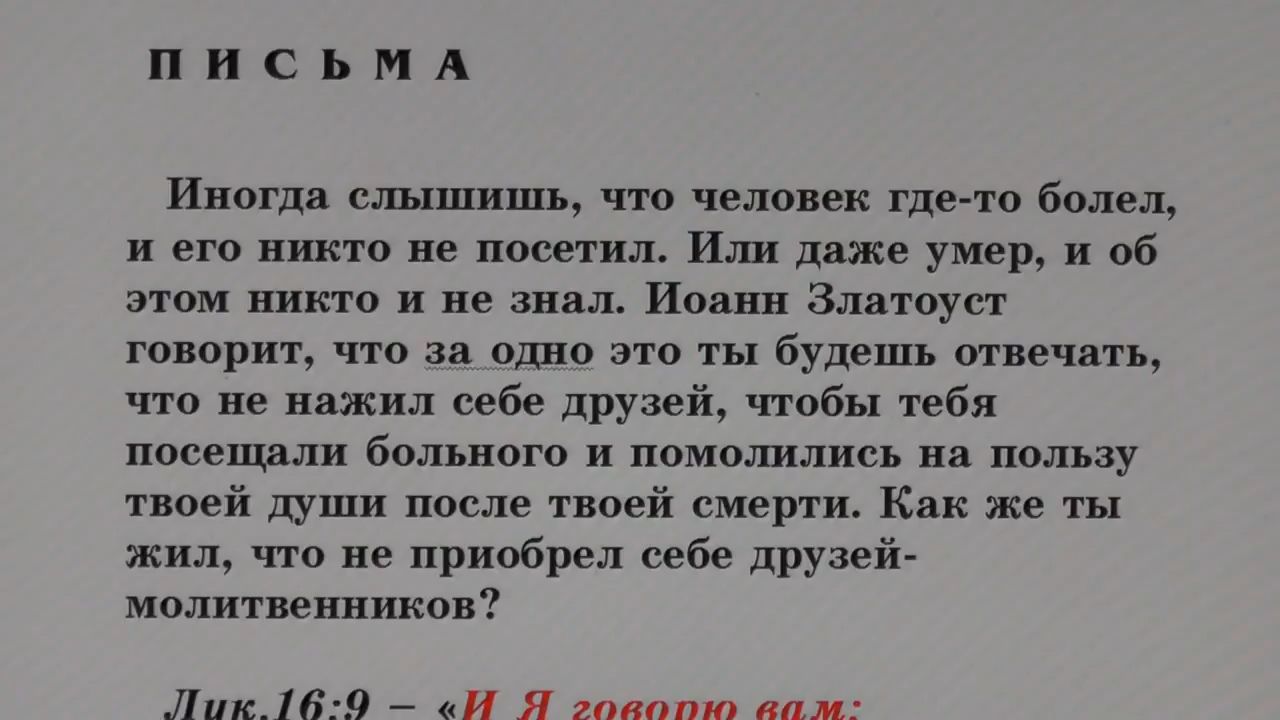 ПИСЬМА
Иногда слышишь, что человек где-то болел,
и его никто не посетил. Или даже умер, и об
этом никто и не знал. Иоанн Златоуст
говорит, что за одно это ты будешь отвечать,
что не нажил себе друзей, чтобы тебя
посещали больного и помолились на пользу
твоей души после твоей смерти. Как же ты
жил, что не приобрел себе друзей-
молитвенников?
Лук.16:9 – «И Я говорю вам: